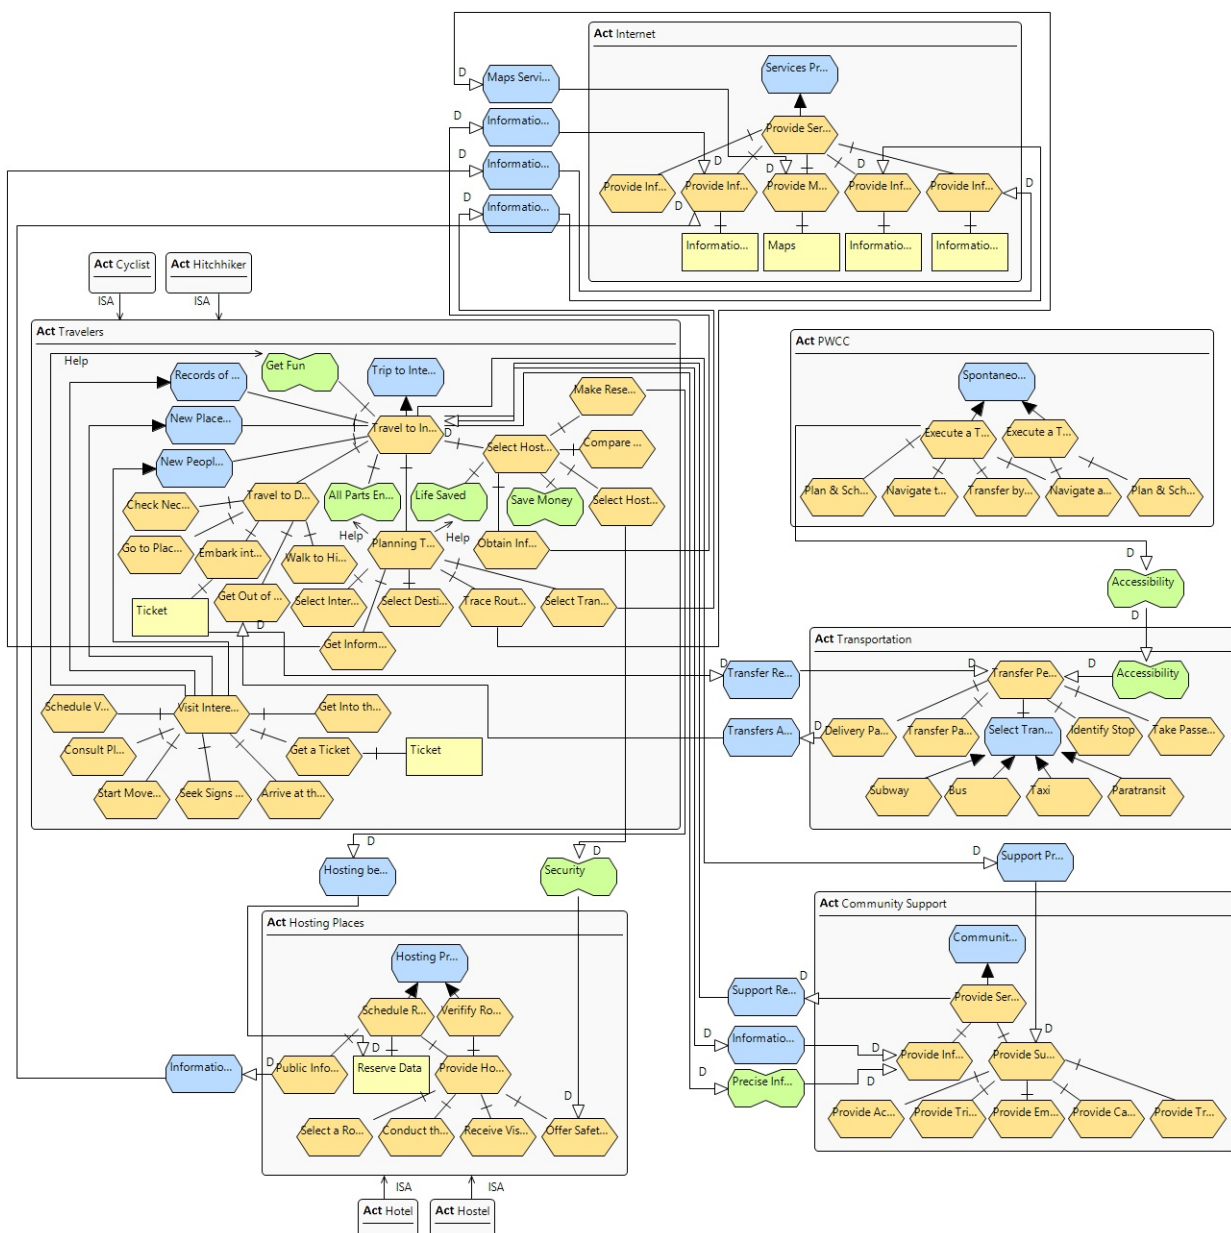 Act Internet
D
Maps Servi...
Services Pr...
D
Informatio...
Provide Ser...
D
Informatio...
D
D
D
D
Informatio...
Provide Inf...
Provide Inf...
Provide M...
Provide Inf...
Provide Inf...
D
Informatio...
Maps
Informatio...
Informatio...
Act Cyclist
Act Hitchhiker
ISA
ISA
Act Travelers
Help
Get Fun
Records of ...
Trip to Inte...
Make Rese...
New Place...
Travel to In...
D
Select Host...
Compare ...
New Peopl...
Travel to D...
All Parts En...
Life Saved
Save Money
Select Host...
Check Nec...
Help
Help
Go to Plac...
Embark int...
Walk to Hi...
Planning T...
Obtain Inf...
Ticket
Get Out of ...
Select Inter...
Select Desti...
Trace Rout...
Select Tran...
D
Get Inform...
Schedule V...
Visit Intere...
Get Into th...
Consult Pl...
Get a Ticket
Ticket
Start Move...
Seek Signs ...
Arrive at th...
Act PWCC
Spontaneo...
Execute a T...
Execute a T...
Plan & Sch...
Navigate t...
Transfer by...
Navigate a...
Plan & Sch...
D
Accessibility
D
Act Transportation
D
Transfer Re...
D
Transfer Pe...
D
Accessibility
Transfers A...
D
Delivery Pa...
Transfer Pa...
Select Tran...
Identify Stop
Take Passe...
Subway
Bus
Taxi
Paratransit
D
Hosting be...
D
Security
D
Support Pr...
Act Hosting Places
Hosting Pr...
Schedule R...
Verifify Ro...
D
D
Informatio...
Public Info...
Reserve Data
Provide Ho...
D
Select a Ro...
Conduct th...
Receive Vis...
Offer Safet...
ISA
ISA
Act Hotel
Act Hostel
Act Community Support
Communit...
D
Support Re...
Provide Ser...
D
D
D
Informatio...
Provide Inf...
Provide Su...
D
Precise Inf...
D
Provide Ac...
Provide Tri...
Provide Em...
Provide Ca...
Provide Tr...